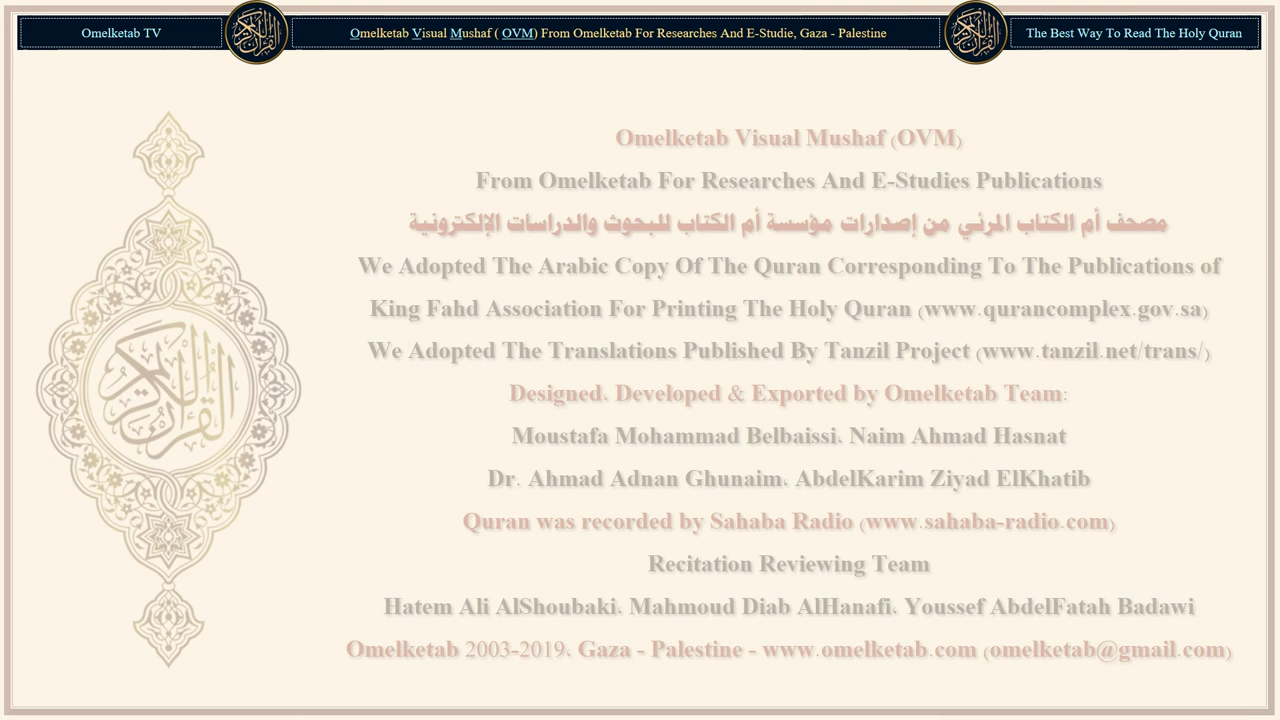 Omelketab TV
Omelketab Visual Mushaf ( OVM) From Omelketab For Researches And E-Studie, Gaza - Palestine
The Best Way To Read The Holy Quran
Omelketab Visual Mushaf (OVM)
From Omelketab For Researches And E-Studies Publications
مصحف أم الكتاب المرئي من إصدارات مؤسسة أم الكتاب للبحوث والدراسات الإلكترونية
We Adopted The Arabic Copy Of The Quran Corresponding To The Publications of
King Fahd Association For Printing The Holy Quran (www.qurancomplex.gov.sa)
We Adopted The Translations Published By Tanzil Project (www.tanzil.net/trans/)
Designed، Developed & Exported by Omelketab Team:
Moustafa Mohammad Belbaissi، Naim Ahmad Hasnat
Dr. Ahmad Adnan Ghunaim، AbdelKarim Ziyad ElKhatib
Quran was recorded by Sahaba Radio (www.sahaba-radio.com)
Recitation Reviewing Team
Hatem Ali AlShoubaki، Mahmoud Diab AlHanafi، Youssef AbdelFatah Badawi
Omelketab 2003-2019، Gaza - Palestine - www.omelketab.com (omelketab@gmail.com)
القرآن الكريم